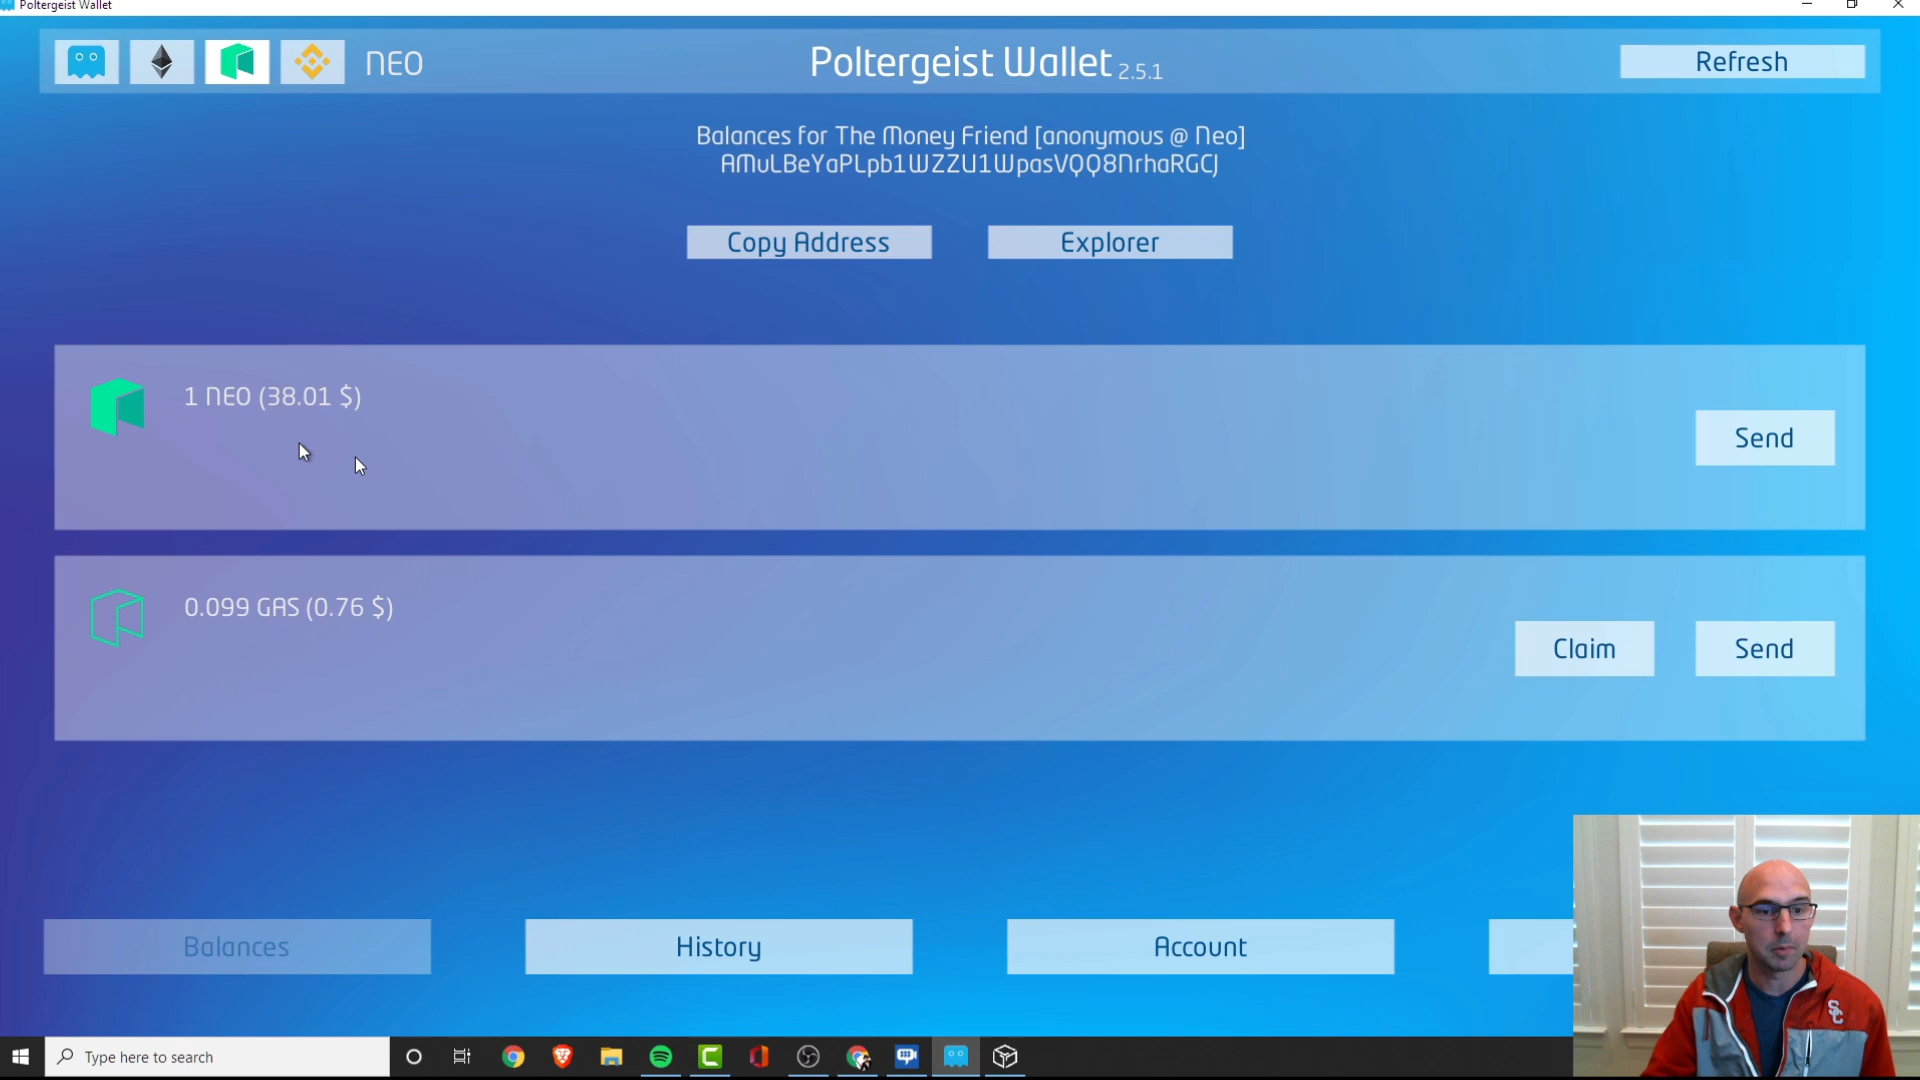 Poltergeist Wallet
NEO
Poltergeist Wallet 2.5.1
Refresh
Balances for The Money Friend [anonymous @ Neo]
AMuLBeYaPLpb1WZZU1WpasVQQ8NrhaRGCJ
Copy Address
Explorer
1 NEO (38.01 $)
Send
0.099 GAS (0.76 $)
Claim
Send
Balances
History
Account
SC
Type here to search